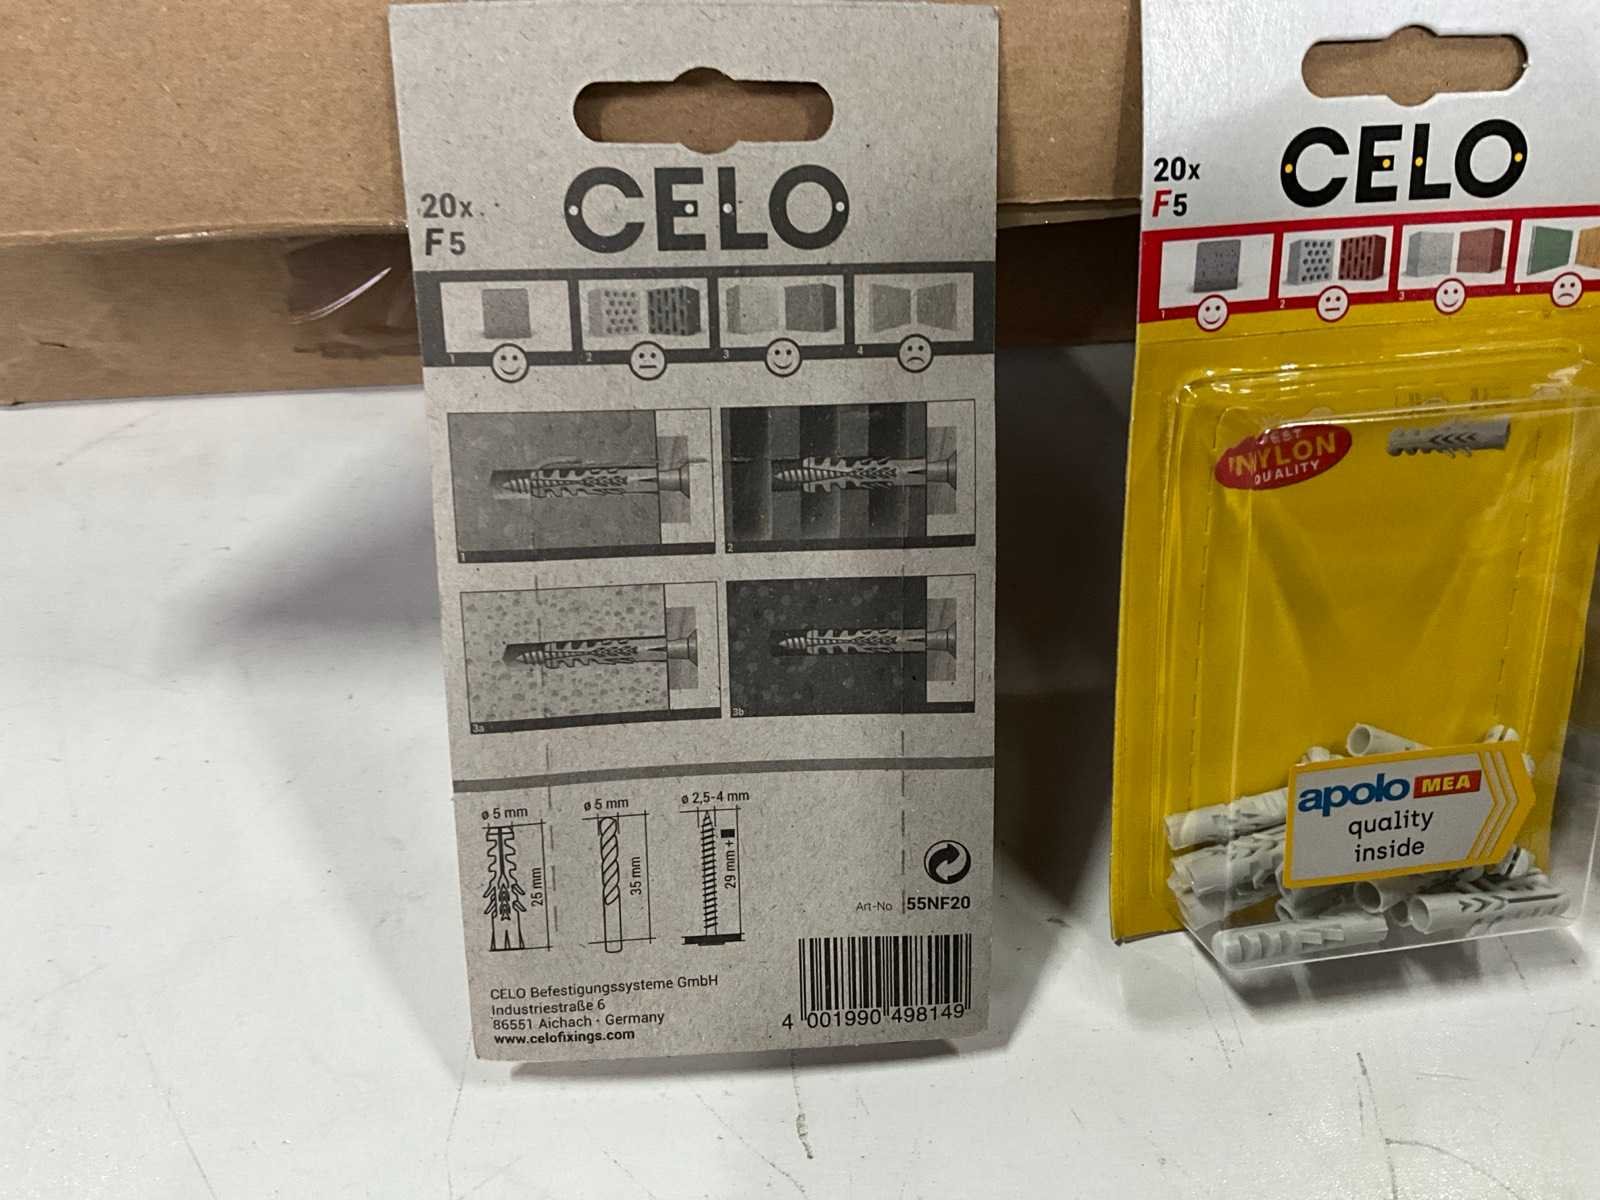 CELO
20x
F5
1
2
3
4
1
2
3a
3b
ø 5 mm
25 mm
ø 5 mm
35 mm
ø 2,5-4 mm
29 mm +
Art-No 55NF20
CELO Befestigungssysteme GmbH
Industriestraße 6
86551 Aichach · Germany
www.celofixings.com
4 001990 498149
CELO
20x
F5
1
2
3
4
BEST
NYLON
QUALITY
apolo MEA
quality
inside